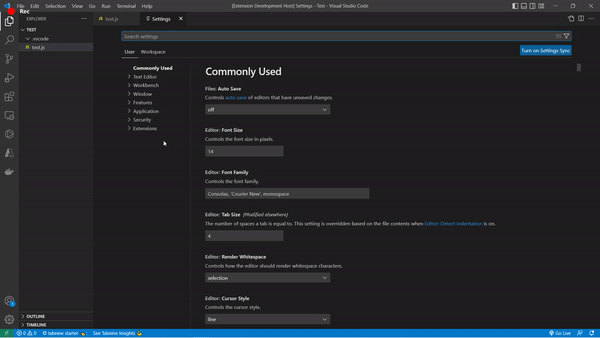 File Edit Selection View Go Run Terminal Help
[Extension Development Host] Settings - Test - Visual Studio Code
Rec
EXPLORER
test.js
Settings
TEST
.vscode
JS test.js
Search settings
User Workspace
Turn on Settings Sync
Commonly Used
Text Editor
Workbench
Window
Features
Application
Security
Extensions
Commonly Used
Files: Auto Save
Controls auto save of editors that have unsaved changes.
off
Editor: Font Size
Controls the font size in pixels.
14
Editor: Font Family
Controls the font family.
Consolas, 'Courier New', monospace
Editor: Tab Size (Modified elsewhere)
The number of spaces a tab is equal to. This setting is overridden based on the file contents when Editor: Detect Indentation is on.
4
Editor: Render Whitespace
Controls how the editor should render whitespace characters.
selection
Editor: Cursor Style
Controls the cursor style.
line
OUTLINE
TIMELINE
0 0 tabnine starter See Tabnine Insights
Go Live